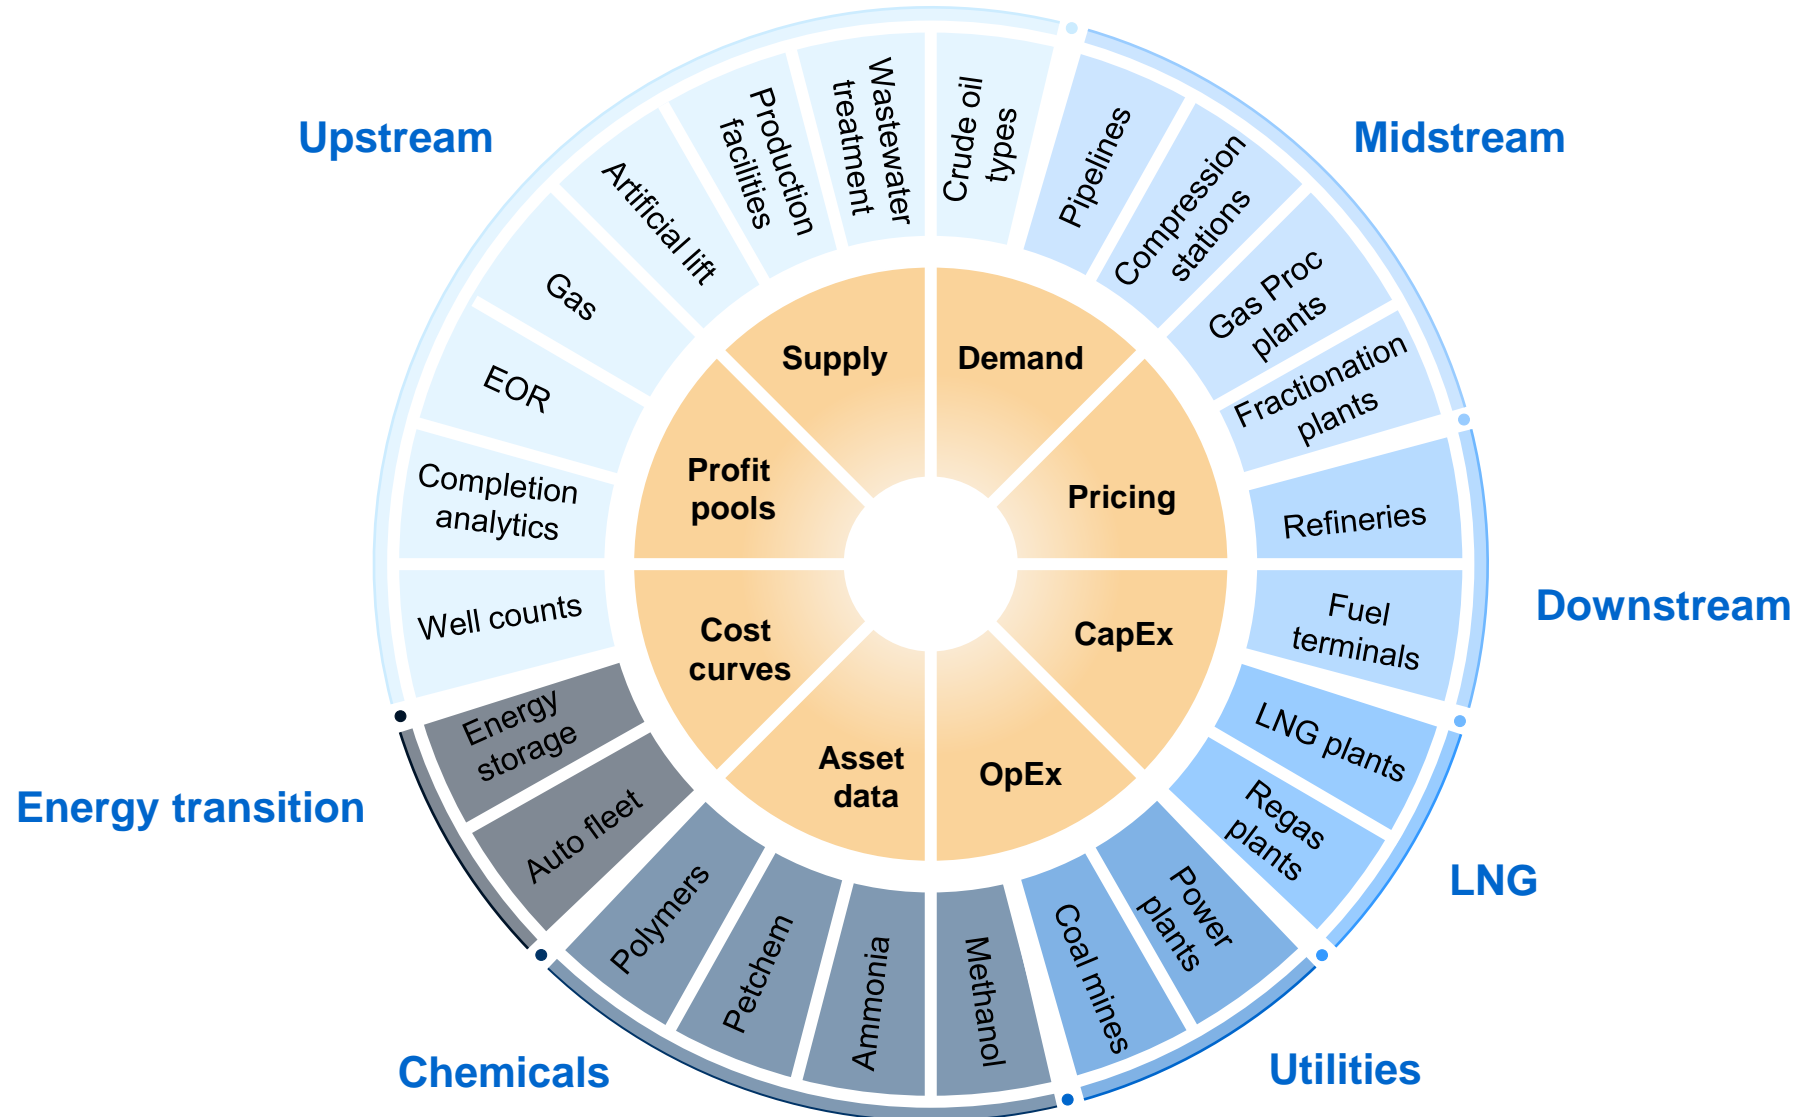 Upstream
Well counts
Completion
analytics
EOR
Gas
Artificial lift
Production
facilities
Wastewater
treatment
Crude oil
types
Midstream
Pipelines
Compression
stations
Gas Proc
plants
Fractionation
plants
Downstream
Refineries
Fuel
terminals
LNG
LNG plants
Regas
plants
Utilities
Power
plants
Coal mines
Chemicals
Methanol
Ammonia
Petchem
Polymers
Energy transition
Auto fleet
Energy
storage
Supply
Demand
Pricing
CapEx
OpEx
Asset
data
Cost
curves
Profit
pools